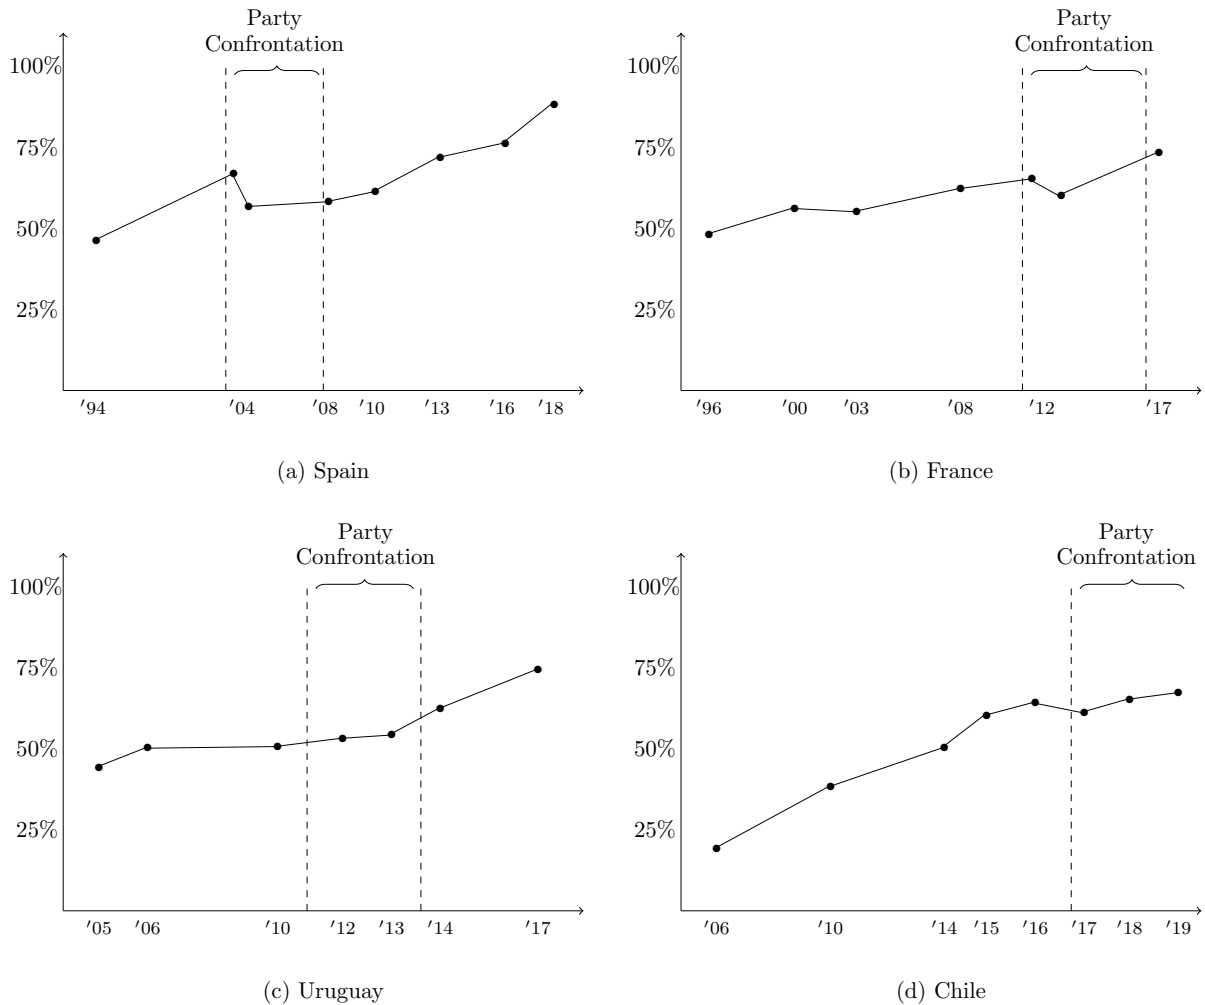 Party
Confrontation
100%
75%
50%
25%
′94 ′04 ′08 ′10 ′13 ′16 ′18
(a) Spain
Party
Confrontation
100%
75%
50%
25%
′96 ′00 ′03 ′08 ′12 ′17
(b) France
Party
Confrontation
100%
75%
50%
25%
′05 ′06 ′10 ′12 ′13 ′14 ′17
(c) Uruguay
Party
Confrontation
100%
75%
50%
25%
′06 ′10 ′14 ′15 ′16 ′17 ′18 ′19
(d) Chile